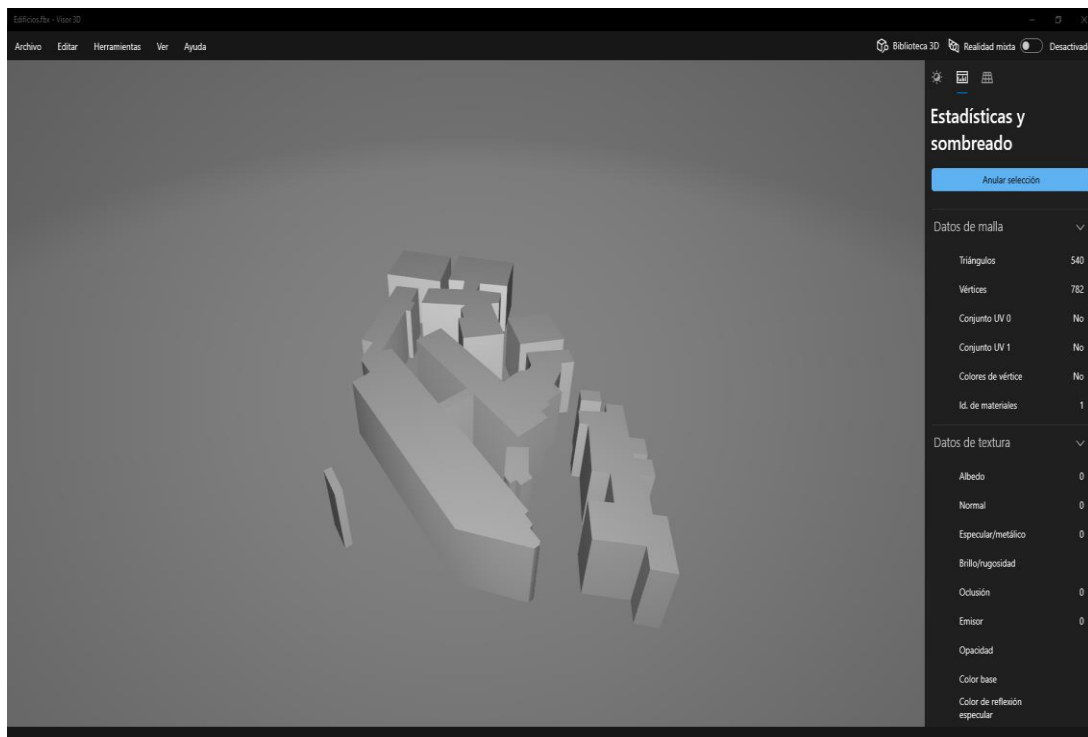 Edificios.fbx - Visor 3D
Archivo Editar Herramientas Ver Ayuda
Biblioteca 3D Realidad mixta Desactivad
Estadísticas y
sombreado
Anular selección
Datos de malla
Triángulos 540
Vértices 782
Conjunto UV 0 No
Conjunto UV 1 No
Colores de vértice No
Id. de materiales 1
Datos de textura
Albedo 0
Normal 0
Especular/metálico 0
Brillo/rugosidad
Oclusión 0
Emisor 0
Opacidad
Color base
Color de reflexión
especular